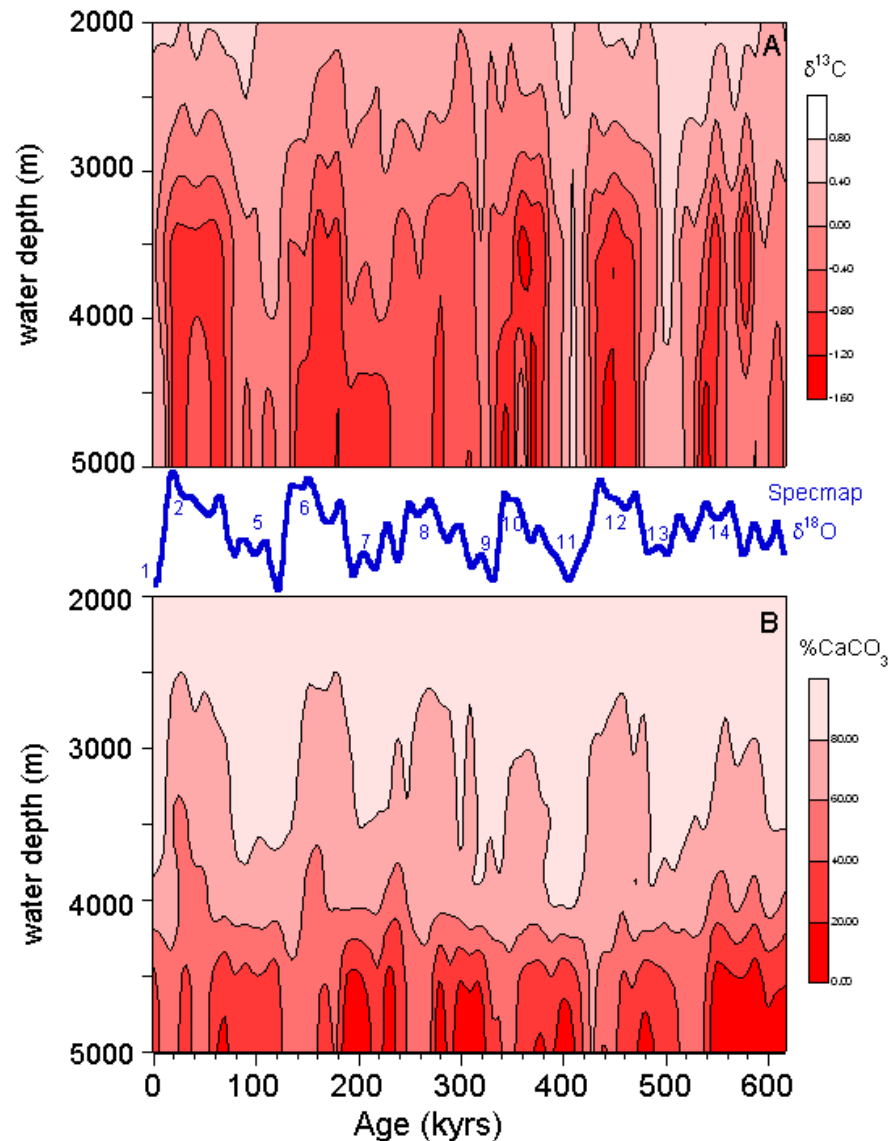 2000
A
δ13C
0.80
3000
0.40
0.00
-0.40
-0.80
4000
-1.20
-1.60
5000
water depth (m)
Specmap
δ18O
1 2 5 6 7 8 9 10 11 12 13 14
2000
B
%CaCO3
80.00
3000
60.00
40.00
4000
20.00
0.00
5000
water depth (m)
0 100 200 300 400 500 600
Age (kyrs)